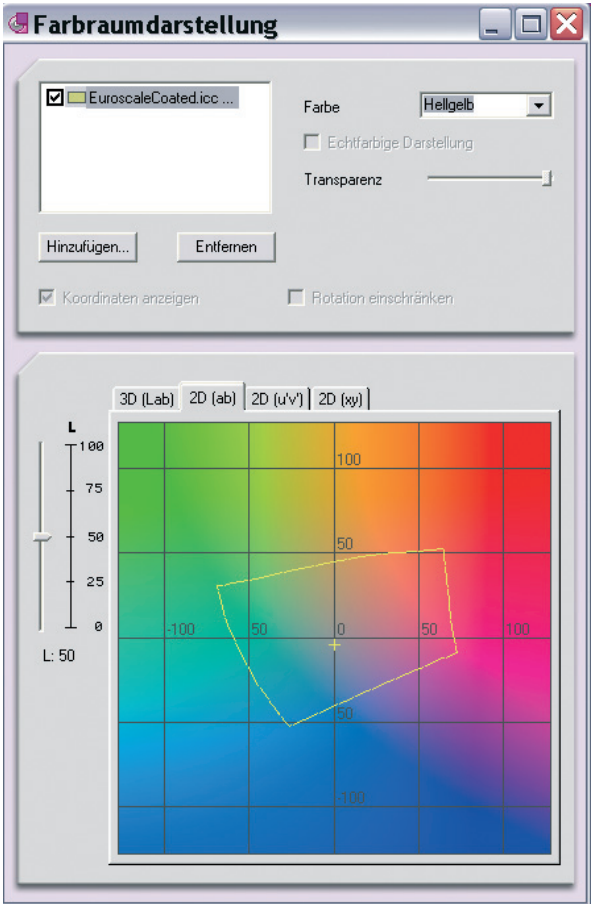 Farbraumdarstellung
EuroscaleCoated.icc ...
Farbe
Hellgelb
Echtfarbige Darstellung
Transparenz
Hinzufügen...
Entfernen
Koordinaten anzeigen
Rotation einschränken
3D (Lab)
2D (ab)
2D (u'v')
2D (xy)
L
100
75
50
25
0
L: 50
100
50
-100
50
0
50
100
50
-100